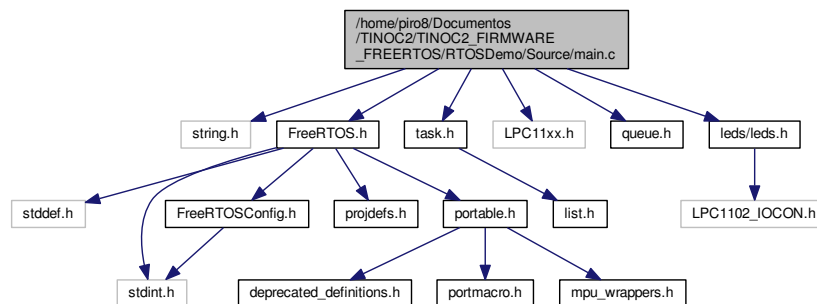 /home/piro8/Documentos
/TINOC2/TINOC2_FIRMWARE
_FREERTOS/RTOSDemo/Source/main.c
string.h
FreeRTOS.h
task.h
LPC11xx.h
queue.h
leds/leds.h
stddef.h
FreeRTOSConfig.h
projdefs.h
portable.h
list.h
LPC1102_IOCON.h
stdint.h
deprecated_definitions.h
portmacro.h
mpu_wrappers.h